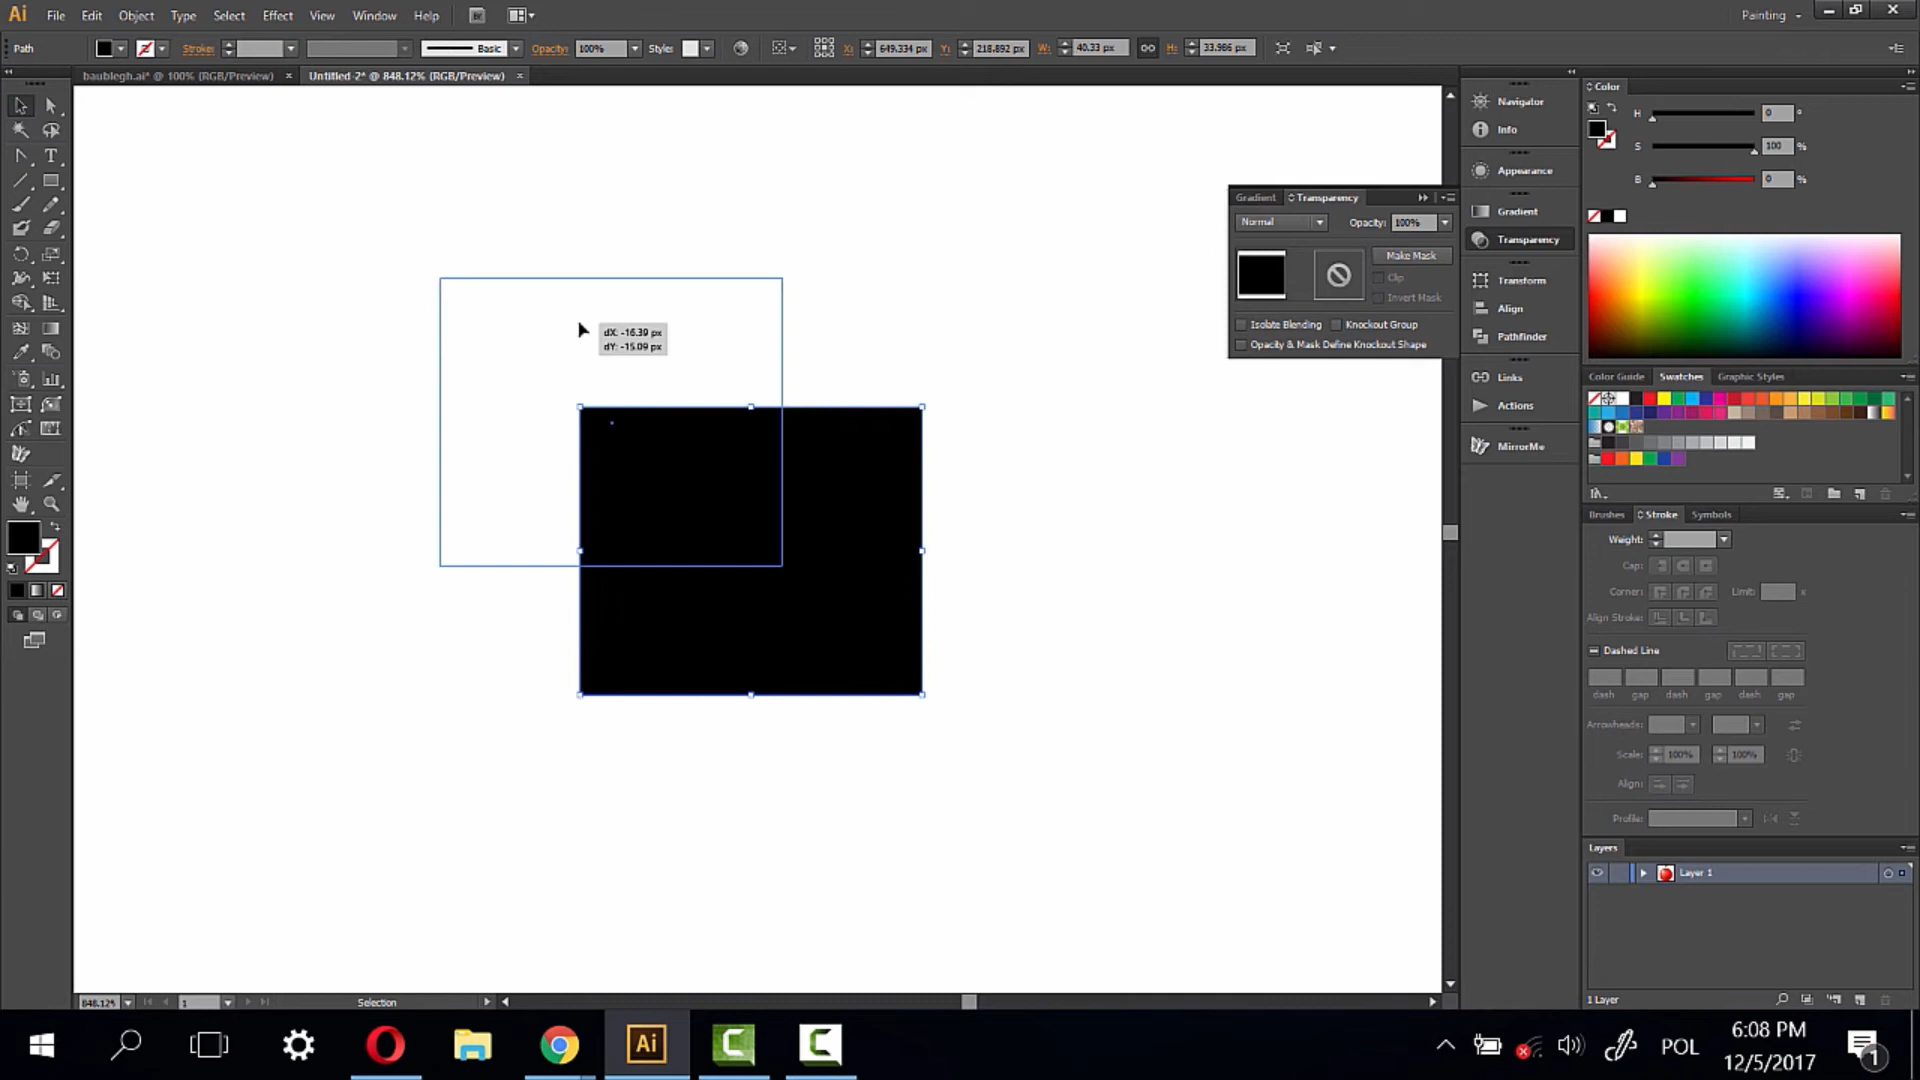 Ai File Edit Object Type Select Effect View Window Help Br Painting
Path Stroke: Basic Opacity: 100% Style: X: 649.334 px Y: 218.892 px W: 40.33 px H: 33.986 px
baublegh.ai* @ 100% (RGB/Preview) × Untitled-2* @ 848.12% (RGB/Preview) ×
Navigator
Info
Appearance
Gradient
Transparency
Transform
Align
Pathfinder
Links
Actions
MirrorMe
Gradient Transparency
Normal Opacity: 100%
Make Mask
Clip
Invert Mask
Isolate Blending Knockout Group
Opacity & Mask Define Knockout Shape
dX: -16.39 px
dY: -15.09 px
Color
H 0 °
S 100 %
B 0 %
Color Guide Swatches Graphic Styles
Brushes Stroke Symbols
Weight:
Cap:
Corner: Limit: x
Align Stroke:
Dashed Line
dash gap dash gap dash gap
Arrowheads:
Scale: 100% 100%
Align:
Profile:
Layers
Layer 1
1 Layer
848.12% 1 Selection
Ai
POL
6:08 PM
12/5/2017
1